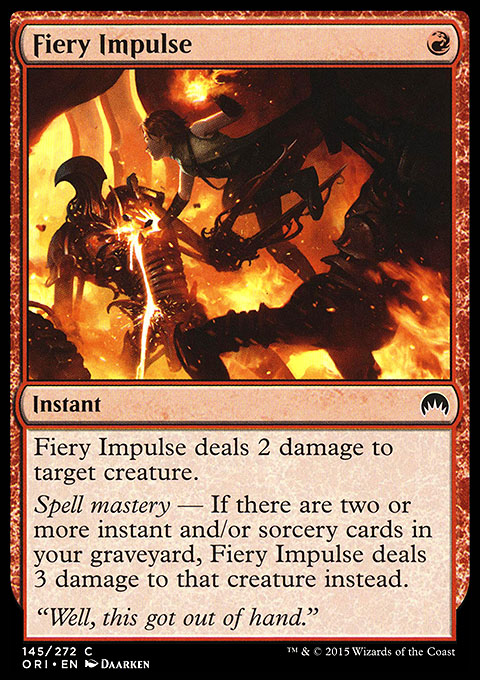 Fiery Impulse
Instant
Fiery Impulse deals 2 damage to
target creature.
Spell mastery — If there are two or
more instant and/or sorcery cards in
your graveyard, Fiery Impulse deals
3 damage to that creature instead.
“Well, this got out of hand.”
145/272 C
ORI • EN DAARKEN
™ & © 2015 Wizards of the Coast